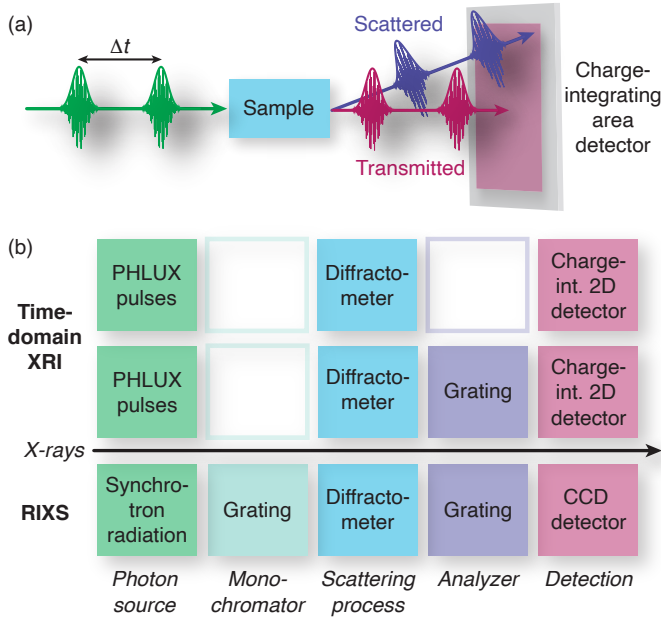 (a)
Δt
Scattered
Sample
Transmitted
Charge-
integrating
area
detector
(b)
Time-
domain
XRI
PHLUX
pulses
Diffracto-
meter
Charge-
int. 2D
detector
PHLUX
pulses
Diffracto-
meter
Grating
Charge-
int. 2D
detector
X-rays
RIXS
Synchro-
tron
radiation
Grating
Diffracto-
meter
Grating
CCD
detector
Photon
source
Mono-
chromator
Scattering
process
Analyzer
Detection